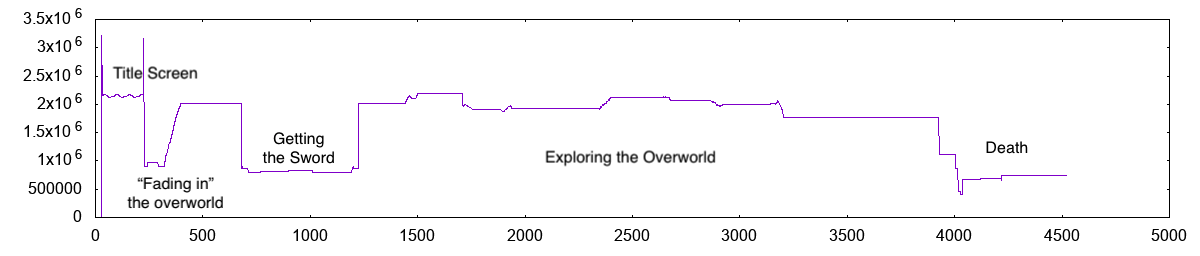 3.5x10 6
3x10 6
2.5x10 6
2x10 6
1.5x10 6
1x10 6
500000
0
Title Screen
“Fading in”
the overworld
Getting
the Sword
Exploring the Overworld
Death
0 500 1000 1500 2000 2500 3000 3500 4000 4500 5000